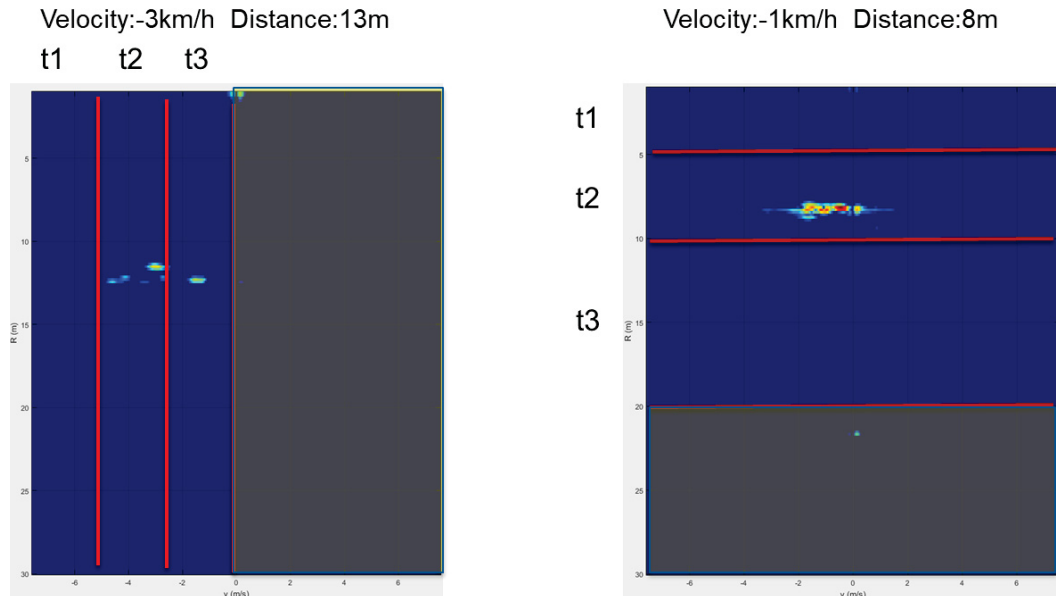 Velocity:-3km/h Distance:13m
t1 t2 t3
5
10
15
20
25
30
R (m)
-6 -4 -2 0 2 4 6
v (m/s)
Velocity:-1km/h Distance:8m
t1
t2
t3
5
10
15
20
25
30
R (m)
-6 -4 -2 0 2 4 6
v (m/s)